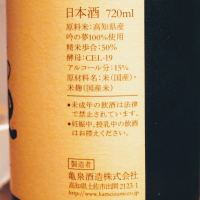 日本酒 720ml
原料米:高知県産
吟の夢100%使用
精米歩合:50%
酵母:CEL-19
アルコール分:15%
原材料名:米(国産)・
米麹(国産米)
●未成年の飲酒は法律
で禁止されています。
●妊娠中、授乳中の飲酒
はお控えください。
製造者
亀泉酒造株式会社
高知県土佐市出間2123-1